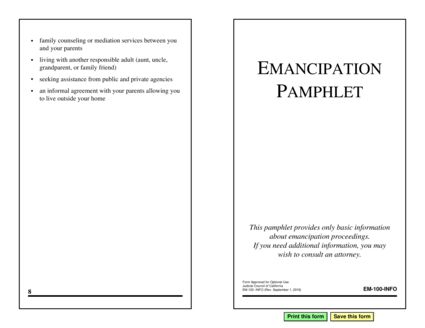 • family counseling or mediation services between you
and your parents
• living with another responsible adult (aunt, uncle,
grandparent, or family friend)
• seeking assistance from public and private agencies
• an informal agreement with your parents allowing you
to live outside your home
8
EMANCIPATION
PAMPHLET
This pamphlet provides only basic information
about emancipation proceedings.
If you need additional information, you may
wish to consult an attorney.
Form Approved for Optional Use
Judicial Council of California
EM-100-INFO [Rev. September 1, 2019]
EM-100-INFO
Print this form
Save this form